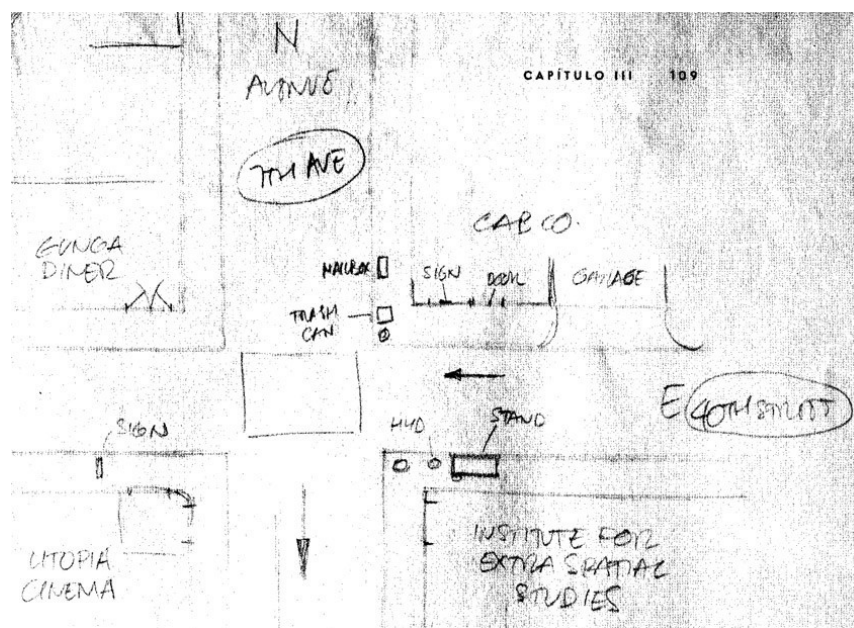 N
AVENUE
CAPÍTULO III 109
7TH AVE
CAB CO.
GUNGA
DINER
MAILBOX
SIGN
DOOR
GARAGE
TRASH
CAN
E 40TH STREET
STAND
HYD
SIGN
INSTITUTE FOR
EXTRA SPATIAL
STUDIES
UTOPIA
CINEMA